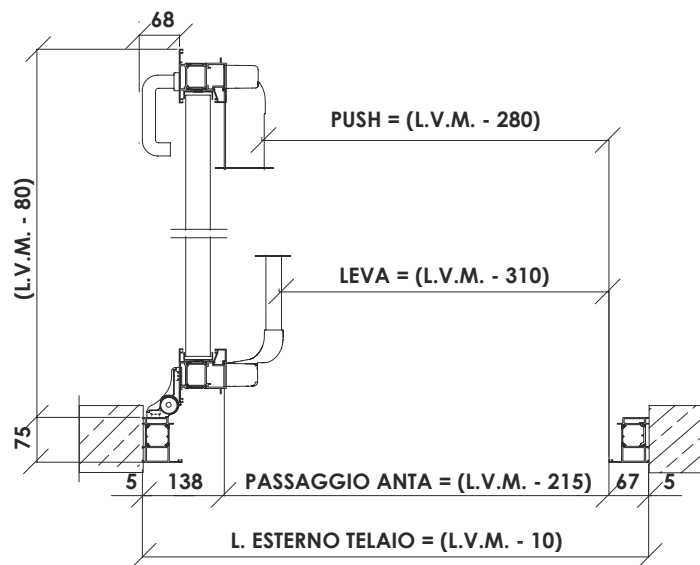 68
PUSH = (L.V.M. - 280)
(L.V.M. - 80)
LEVA = (L.V.M. - 310)
75
5 138 PASSAGGIO ANTA = (L.V.M. - 215) 67 5
L. ESTERNO TELAIO = (L.V.M. - 10)